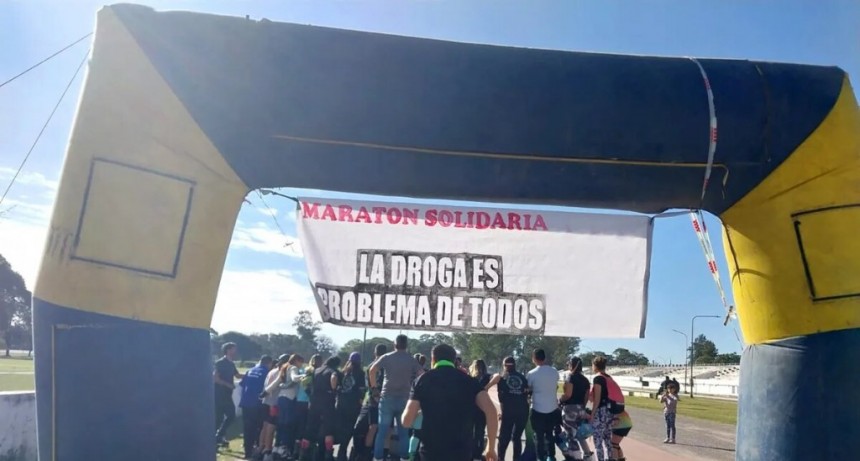 MARATON SOLIDARIA
LA DROGA ES
PROBLEMA DE TODOS